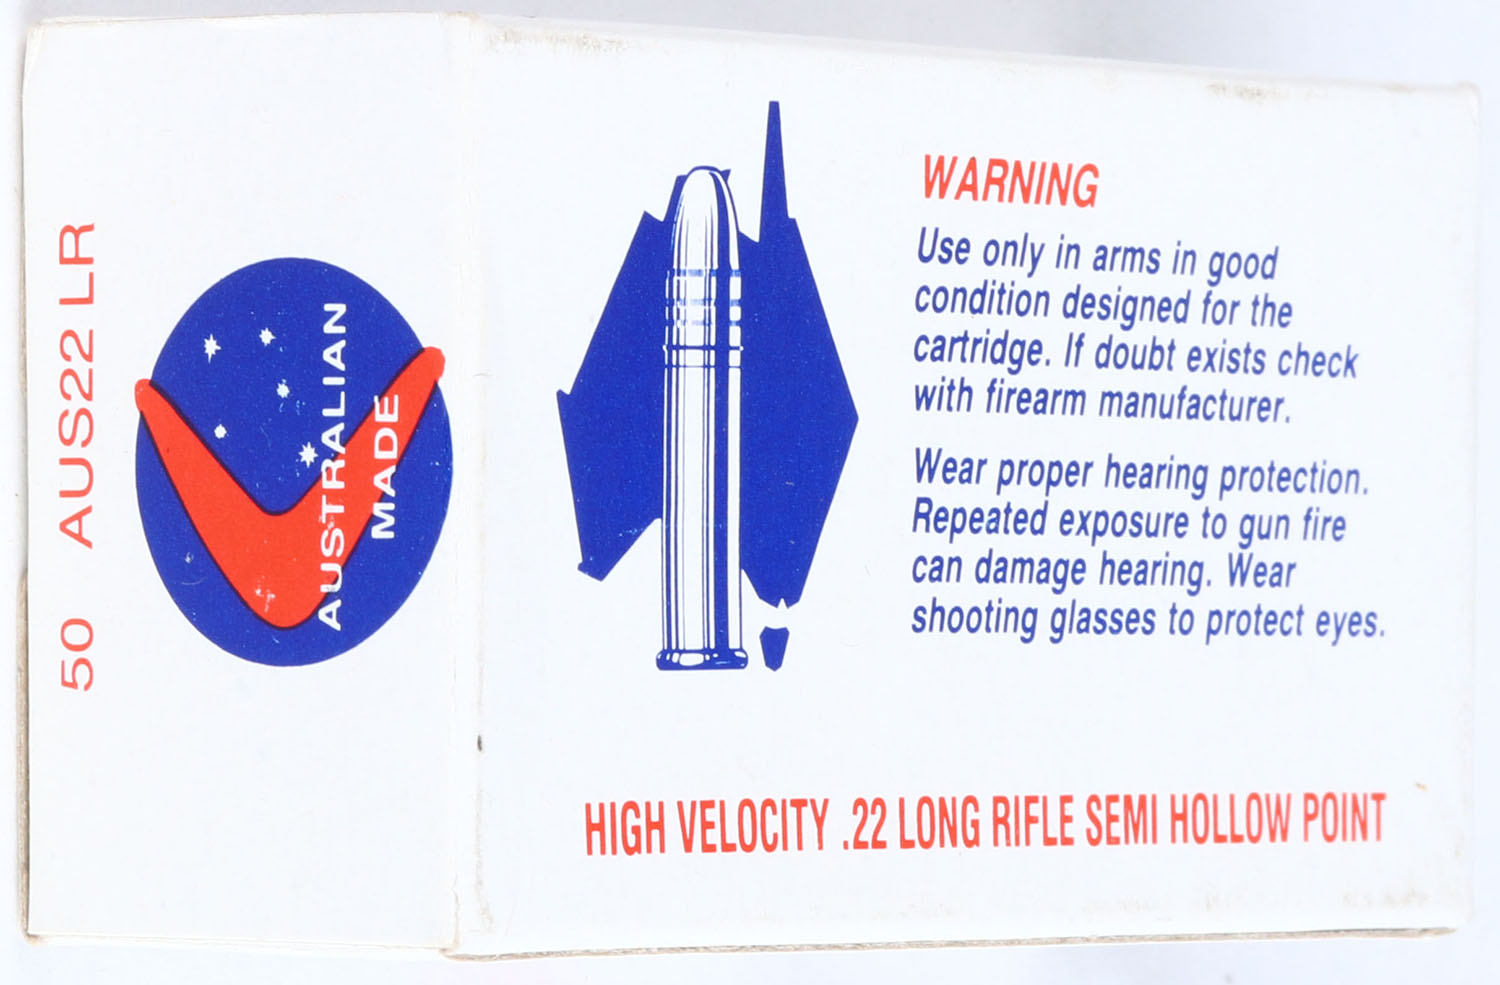 50 AUS22 LR
AUSTRALIAN
MADE
WARNING
Use only in arms in good
condition designed for the
cartridge. If doubt exists check
with firearm manufacturer.
Wear proper hearing protection.
Repeated exposure to gun fire
can damage hearing. Wear
shooting glasses to protect eyes.
HIGH VELOCITY .22 LONG RIFLE SEMI HOLLOW POINT